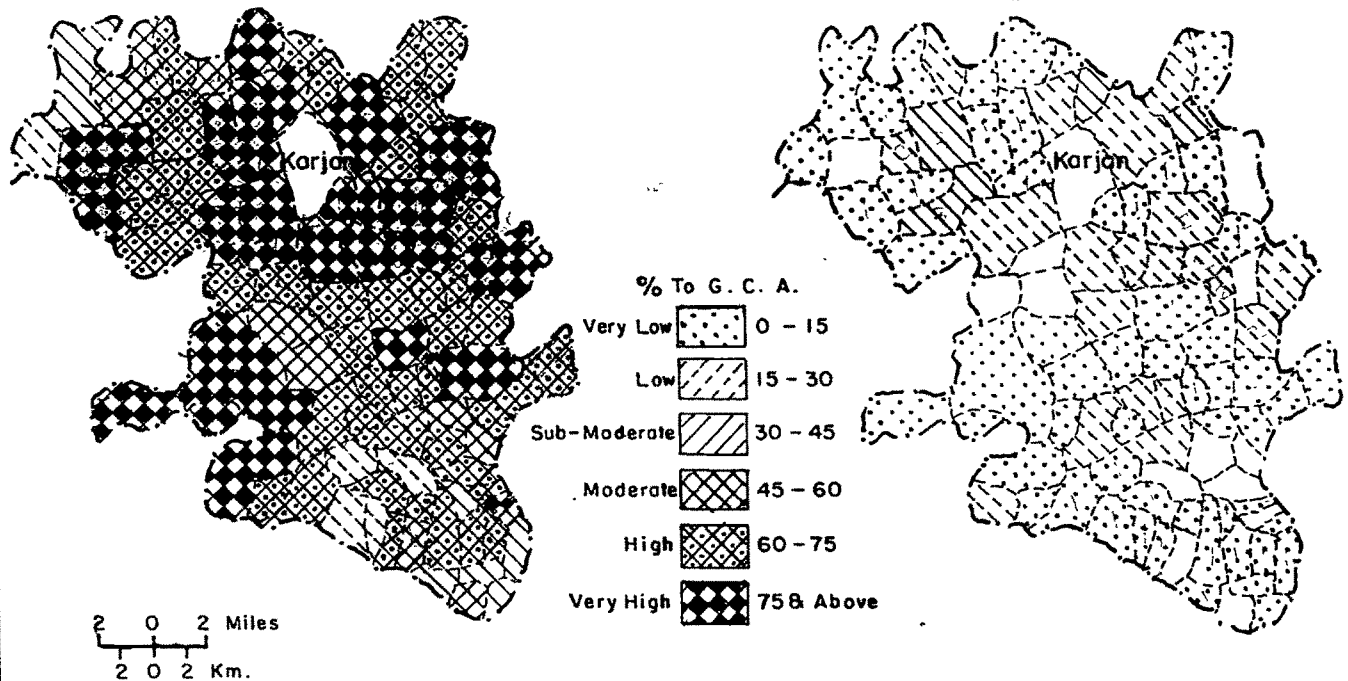 Karjan
Karjan
% To G. C. A.
Very Low 0 – 15
Low 15 – 30
Sub-Moderate 30 – 45
Moderate 45 – 60
High 60 – 75
Very High 75 & Above
2 0 2 Miles
2 0 2 Km.